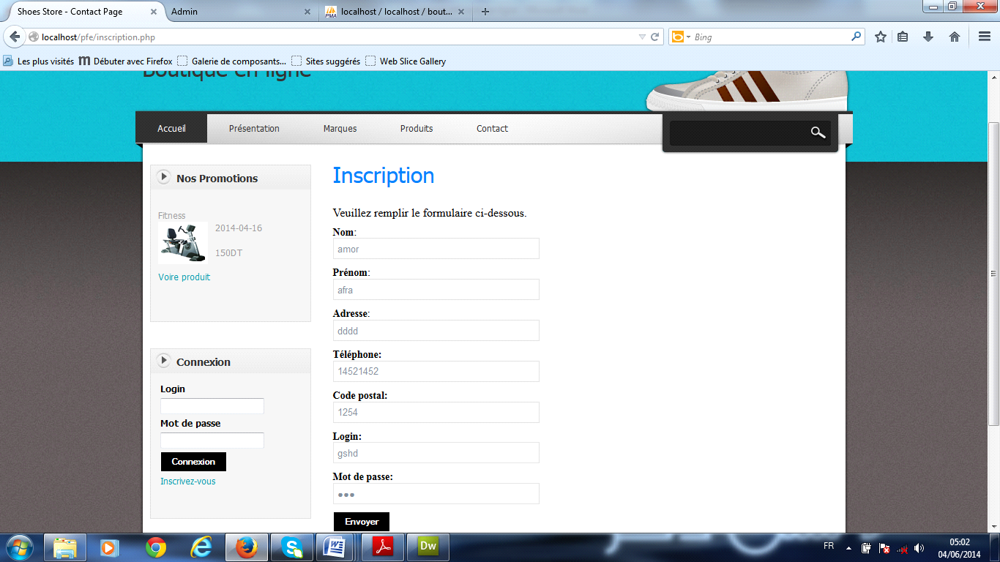 Shoes Store - Contact Page
Admin
localhost / localhost / bout...
localhost/pfe/inscription.php
Bing
Les plus visités
Débuter avec Firefox
Galerie de composants...
Sites suggérés
Web Slice Gallery
Boutique en ligne
Accueil
Présentation
Marques
Produits
Contact
Nos Promotions
Fitness
2014-04-16
150DT
Voire produit
Connexion
Login
Mot de passe
Connexion
Inscrivez-vous
Inscription
Veuillez remplir le formulaire ci-dessous.
Nom:
amor
Prénom:
afra
Adresse:
dddd
Téléphone:
14521452
Code postal:
1254
Login:
gshd
Mot de passe:
•••
Envoyer
Dw
FR
05:02
04/06/2014